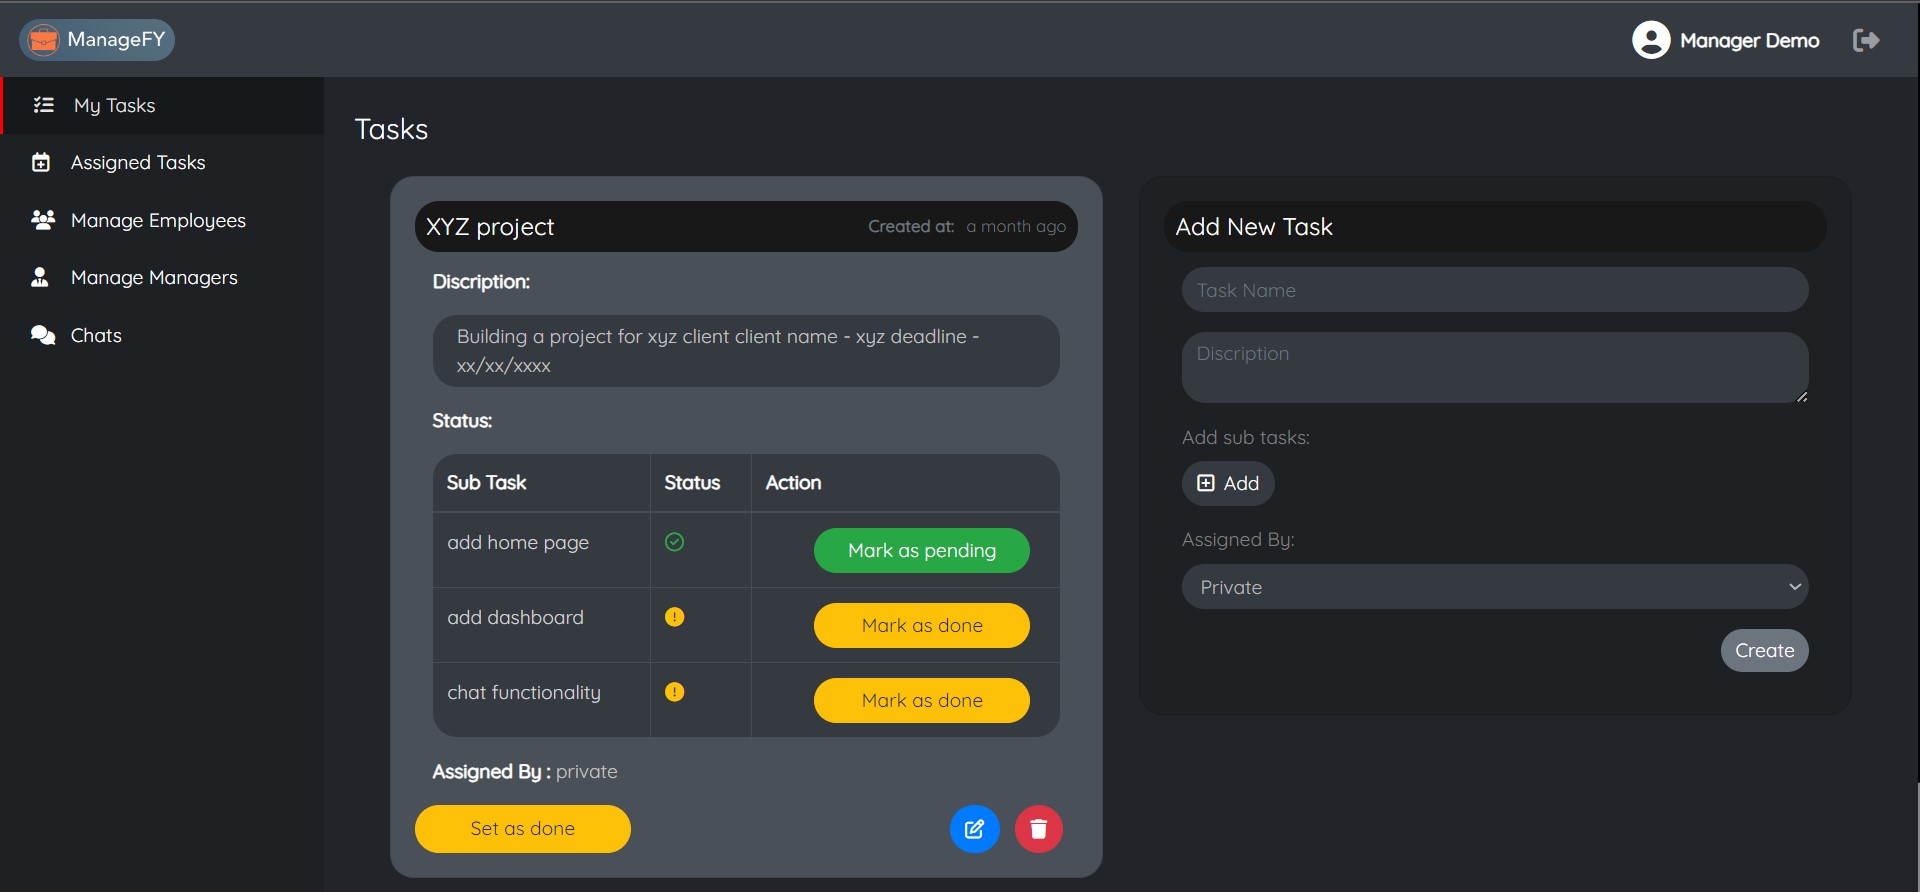 ManageFY
Manager Demo
My Tasks
Assigned Tasks
Manage Employees
Manage Managers
Chats
Tasks
XYZ project
Created at: a month ago
Discription:
Building a project for xyz client client name - xyz deadline -
xx/xx/xxxx
Status:
Sub Task Status Action
add home page Mark as pending
add dashboard Mark as done
chat functionality Mark as done
Assigned By : private
Set as done
Add New Task
Task Name
Discription
Add sub tasks:
Add
Assigned By:
Private
Create